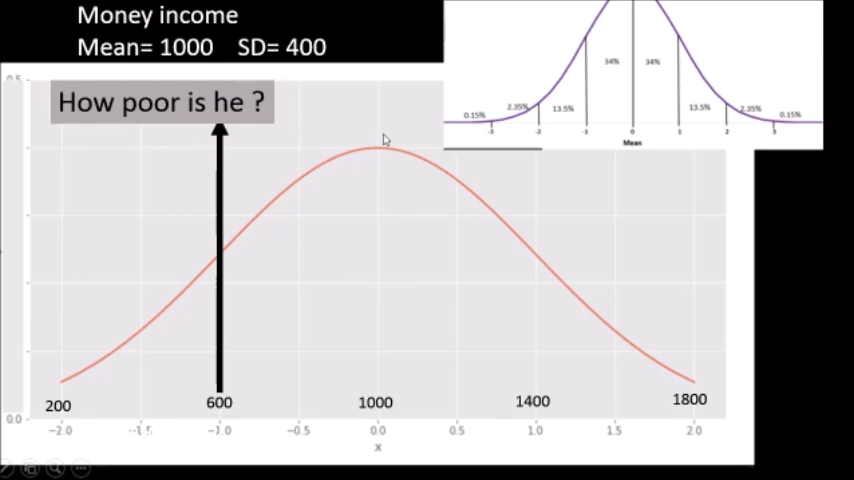 Money income
Mean= 1000 SD= 400
How poor is he ?
34% 34%
0.15% 2.35% 13.5% 13.5% 2.35% 0.15%
-3 -2 -1 0 1 2 3
Mean
0.5
200 600 1000 1400 1800
0.0
−2.0 −1.0 −0.5 0.0 0.5 1.0 1.5 2.0
x